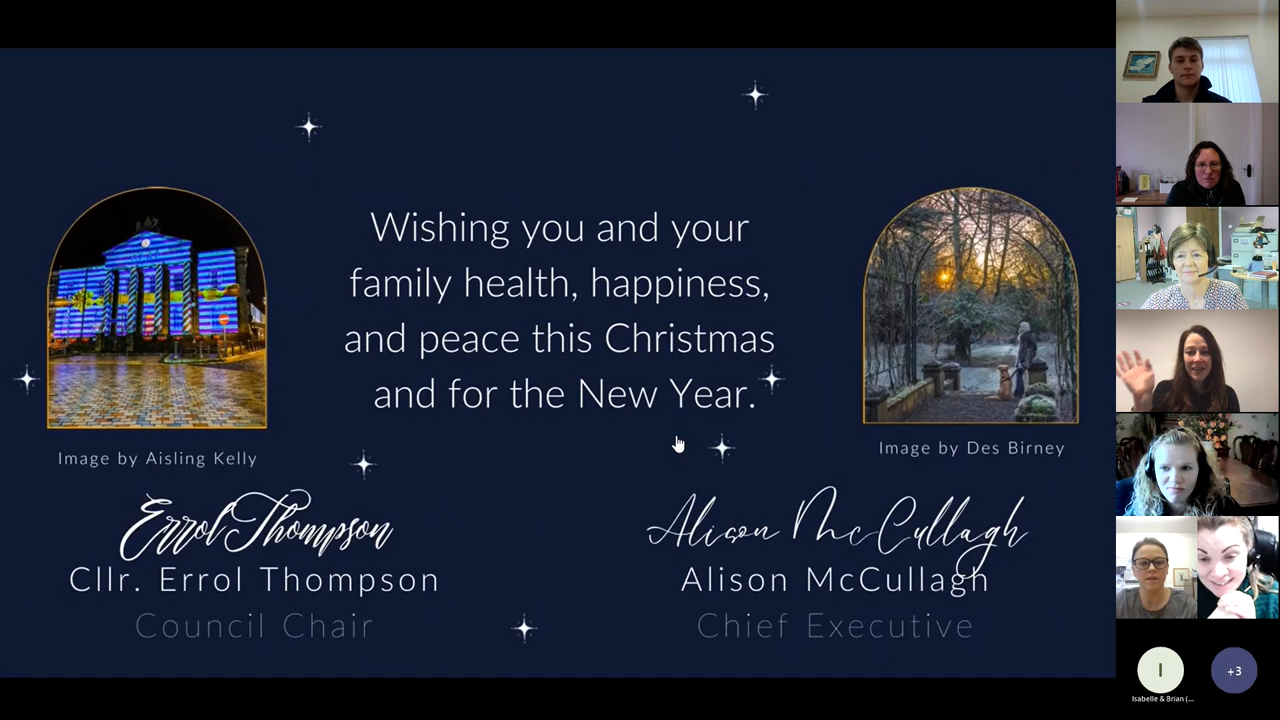 Wishing you and your
family health, happiness,
and peace this Christmas
and for the New Year.
Image by Aisling Kelly
Image by Des Birney
Errol Thompson
Cllr. Errol Thompson
Council Chair
Alison McCullagh
Alison McCullagh
Chief Executive
I
Isabelle & Brian (...
+3